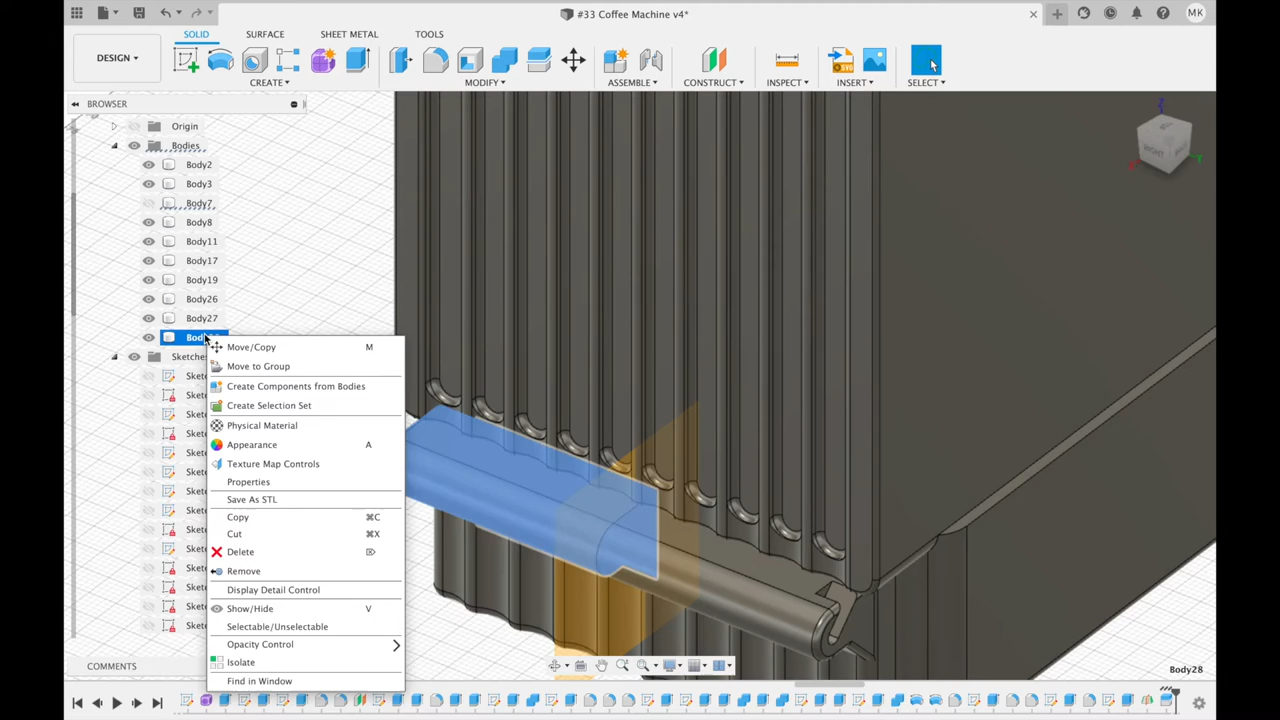 #33 Coffee Machine v4*
MK
SOLID SURFACE SHEET METAL TOOLS
DESIGN
CREATE MODIFY ASSEMBLE CONSTRUCT INSPECT INSERT SELECT
BROWSER
Origin
Bodies
Body2
Body3
Body7
Body8
Body11
Body17
Body19
Body26
Body27
Sketches
Move/Copy M
Move to Group
Create Components from Bodies
Create Selection Set
Physical Material
Appearance A
Texture Map Controls
Properties
Save As STL
Copy ⌘C
Cut ⌘X
Delete ⌦
Remove
Display Detail Control
Show/Hide V
Selectable/Unselectable
Opacity Control
Isolate
Find in Window
Z
RIGHT
Body28
COMMENTS